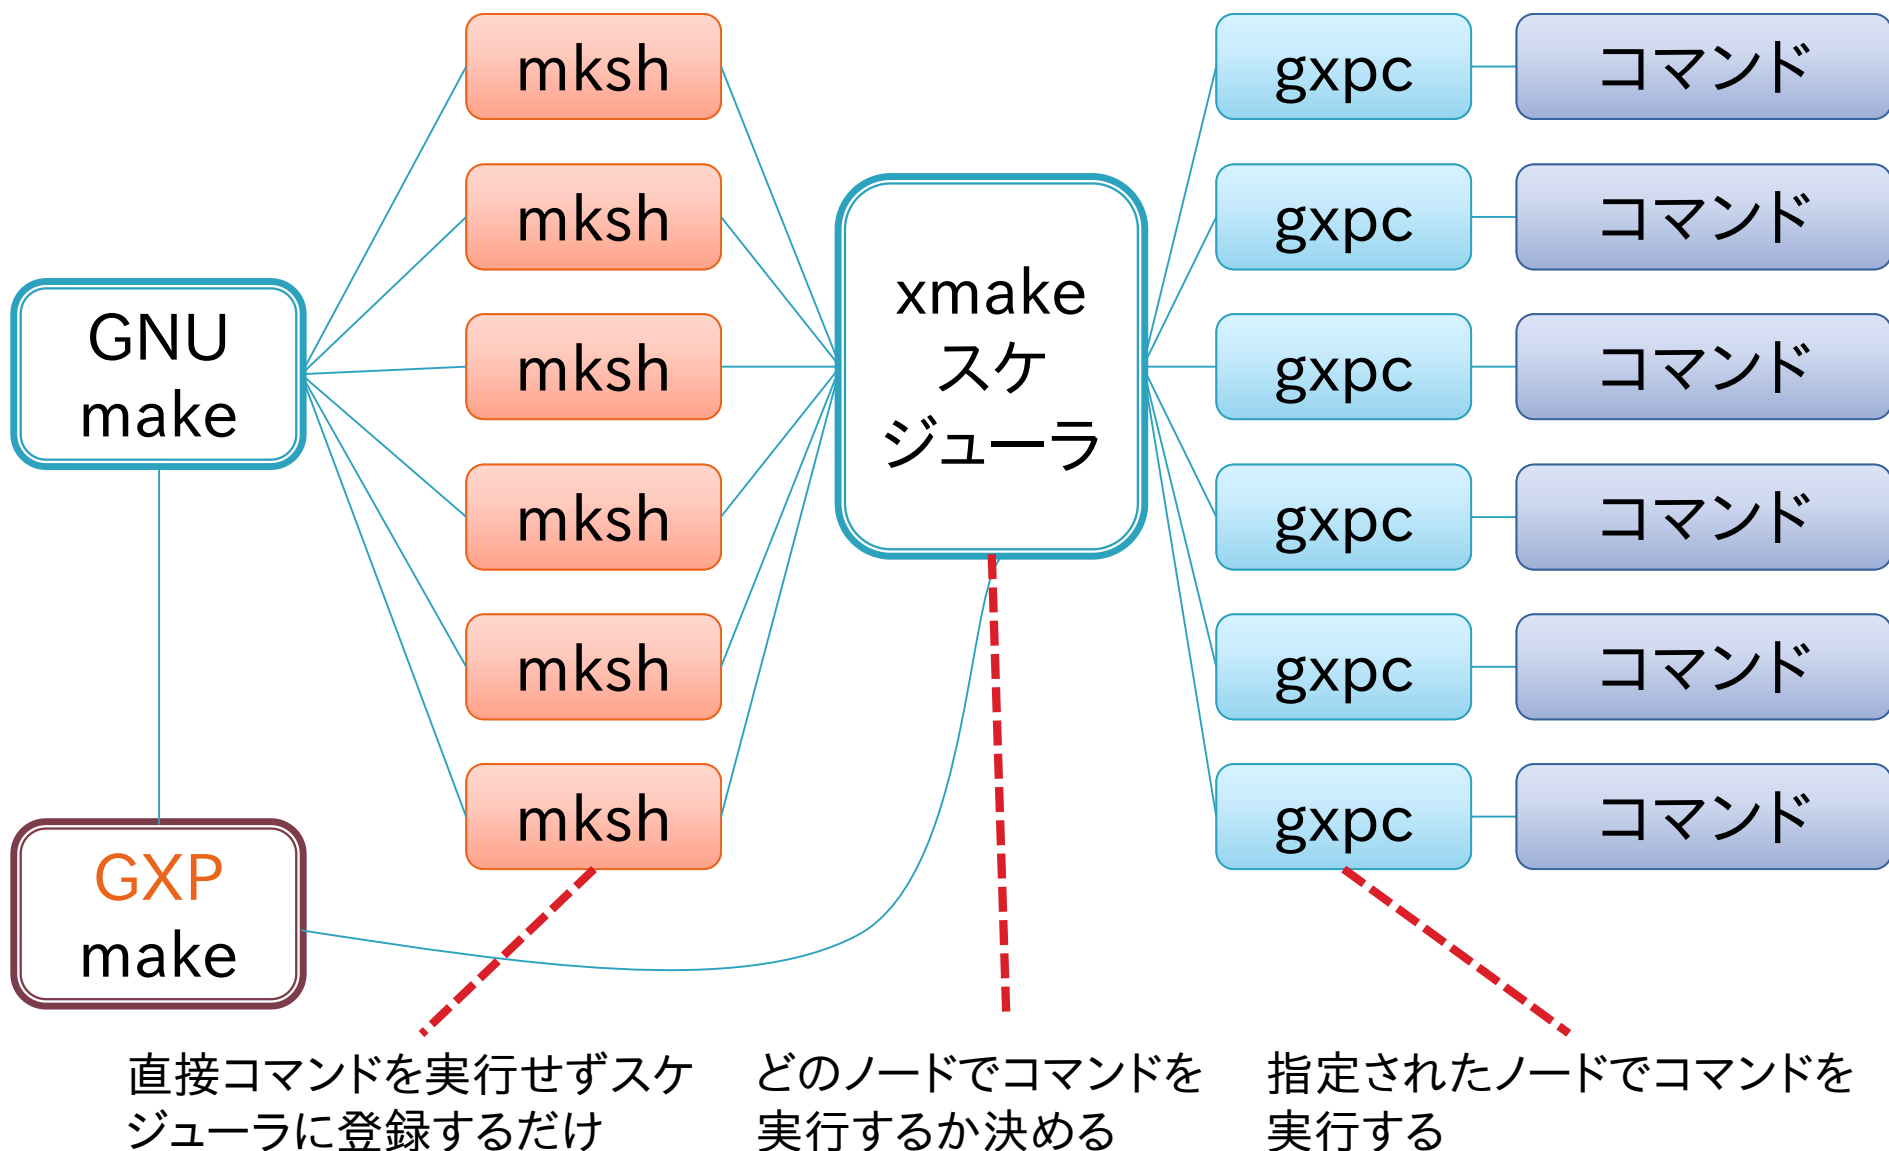 GNU
make
GXP
make
mksh
mksh
mksh
mksh
mksh
mksh
xmake
スケ
ジューラ
gxpc
コマンド
gxpc
コマンド
gxpc
コマンド
gxpc
コマンド
gxpc
コマンド
gxpc
コマンド
直接コマンドを実行せずスケ
ジューラに登録するだけ
どのノードでコマンドを
実行するか決める
指定されたノードでコマンドを
実行する